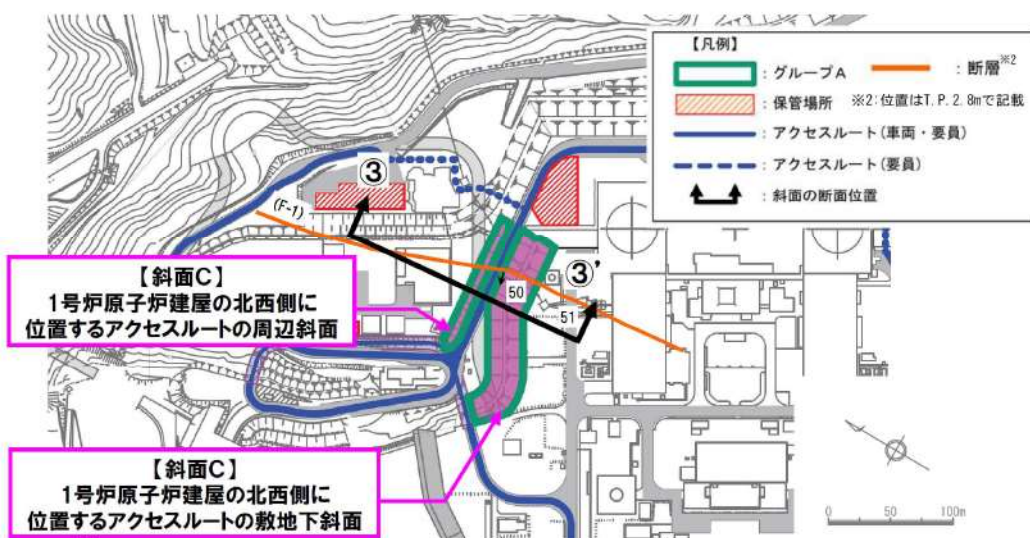 【凡例】
：グループA
：断層※2
：保管場所
※2：位置はT.P.2.8mで記載
：アクセスルート(車両・要員)
：アクセスルート(要員)
：斜面の断面位置
③
(F-1)
③’
50
51
【斜面C】
1号炉原子炉建屋の北西側に
位置するアクセスルートの周辺斜面
【斜面C】
1号炉原子炉建屋の北西側に
位置するアクセスルートの敷地下斜面
0 50 100m